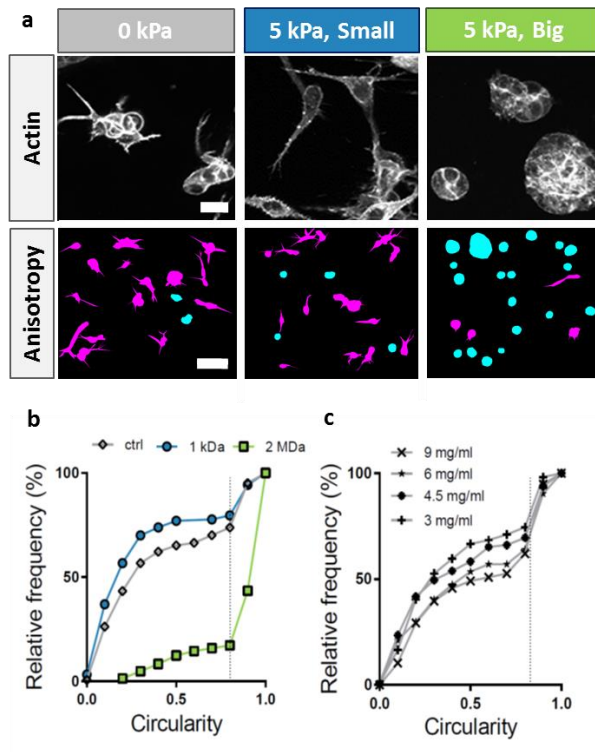 a
0 kPa
5 kPa, Small
5 kPa, Big
Actin
Anisotropy
b
ctrl
1 kDa
2 MDa
Relative frequency (%)
100
50
0
0.0
0.5
1.0
Circularity
c
9 mg/ml
6 mg/ml
4.5 mg/ml
3 mg/ml
Relative frequency (%)
100
50
0
0.0
0.5
1.0
Circularity